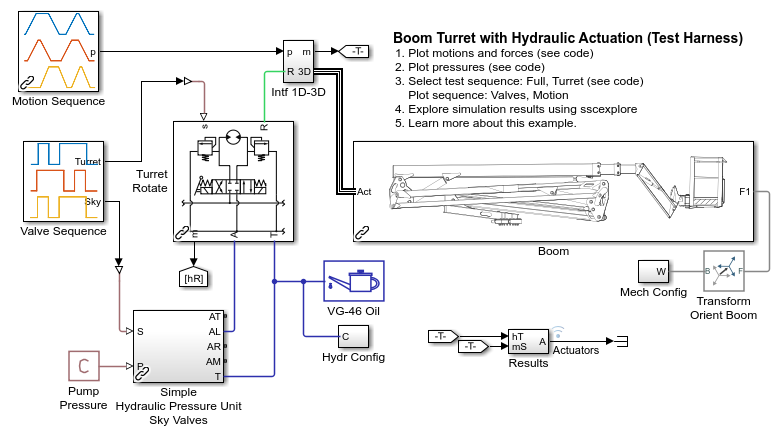 Boom Turret with Hydraulic Actuation (Test Harness)
1. Plot motions and forces (see code)
2. Plot pressures (see code)
3. Select test sequence: Full, Turret (see code)
Plot sequence: Valves, Motion
4. Explore simulation results using sscexplore
5. Learn more about this example.
p
Motion Sequence
p m
R 3D
Intf 1D-3D
-T-
Turret
Sky
Valve Sequence
Turret
Rotate
s
R
m
A
T
[hR]
Act
F1
Boom
W
Mech Config
B F
Transform
Orient Boom
VG-46 Oil
C
Hydr Config
C
Pump
Pressure
S
P
AT
AL
AR
AM
T
Simple
Hydraulic Pressure Unit
Sky Valves
-T-
-T-
hT
mS
A
Results
Actuators